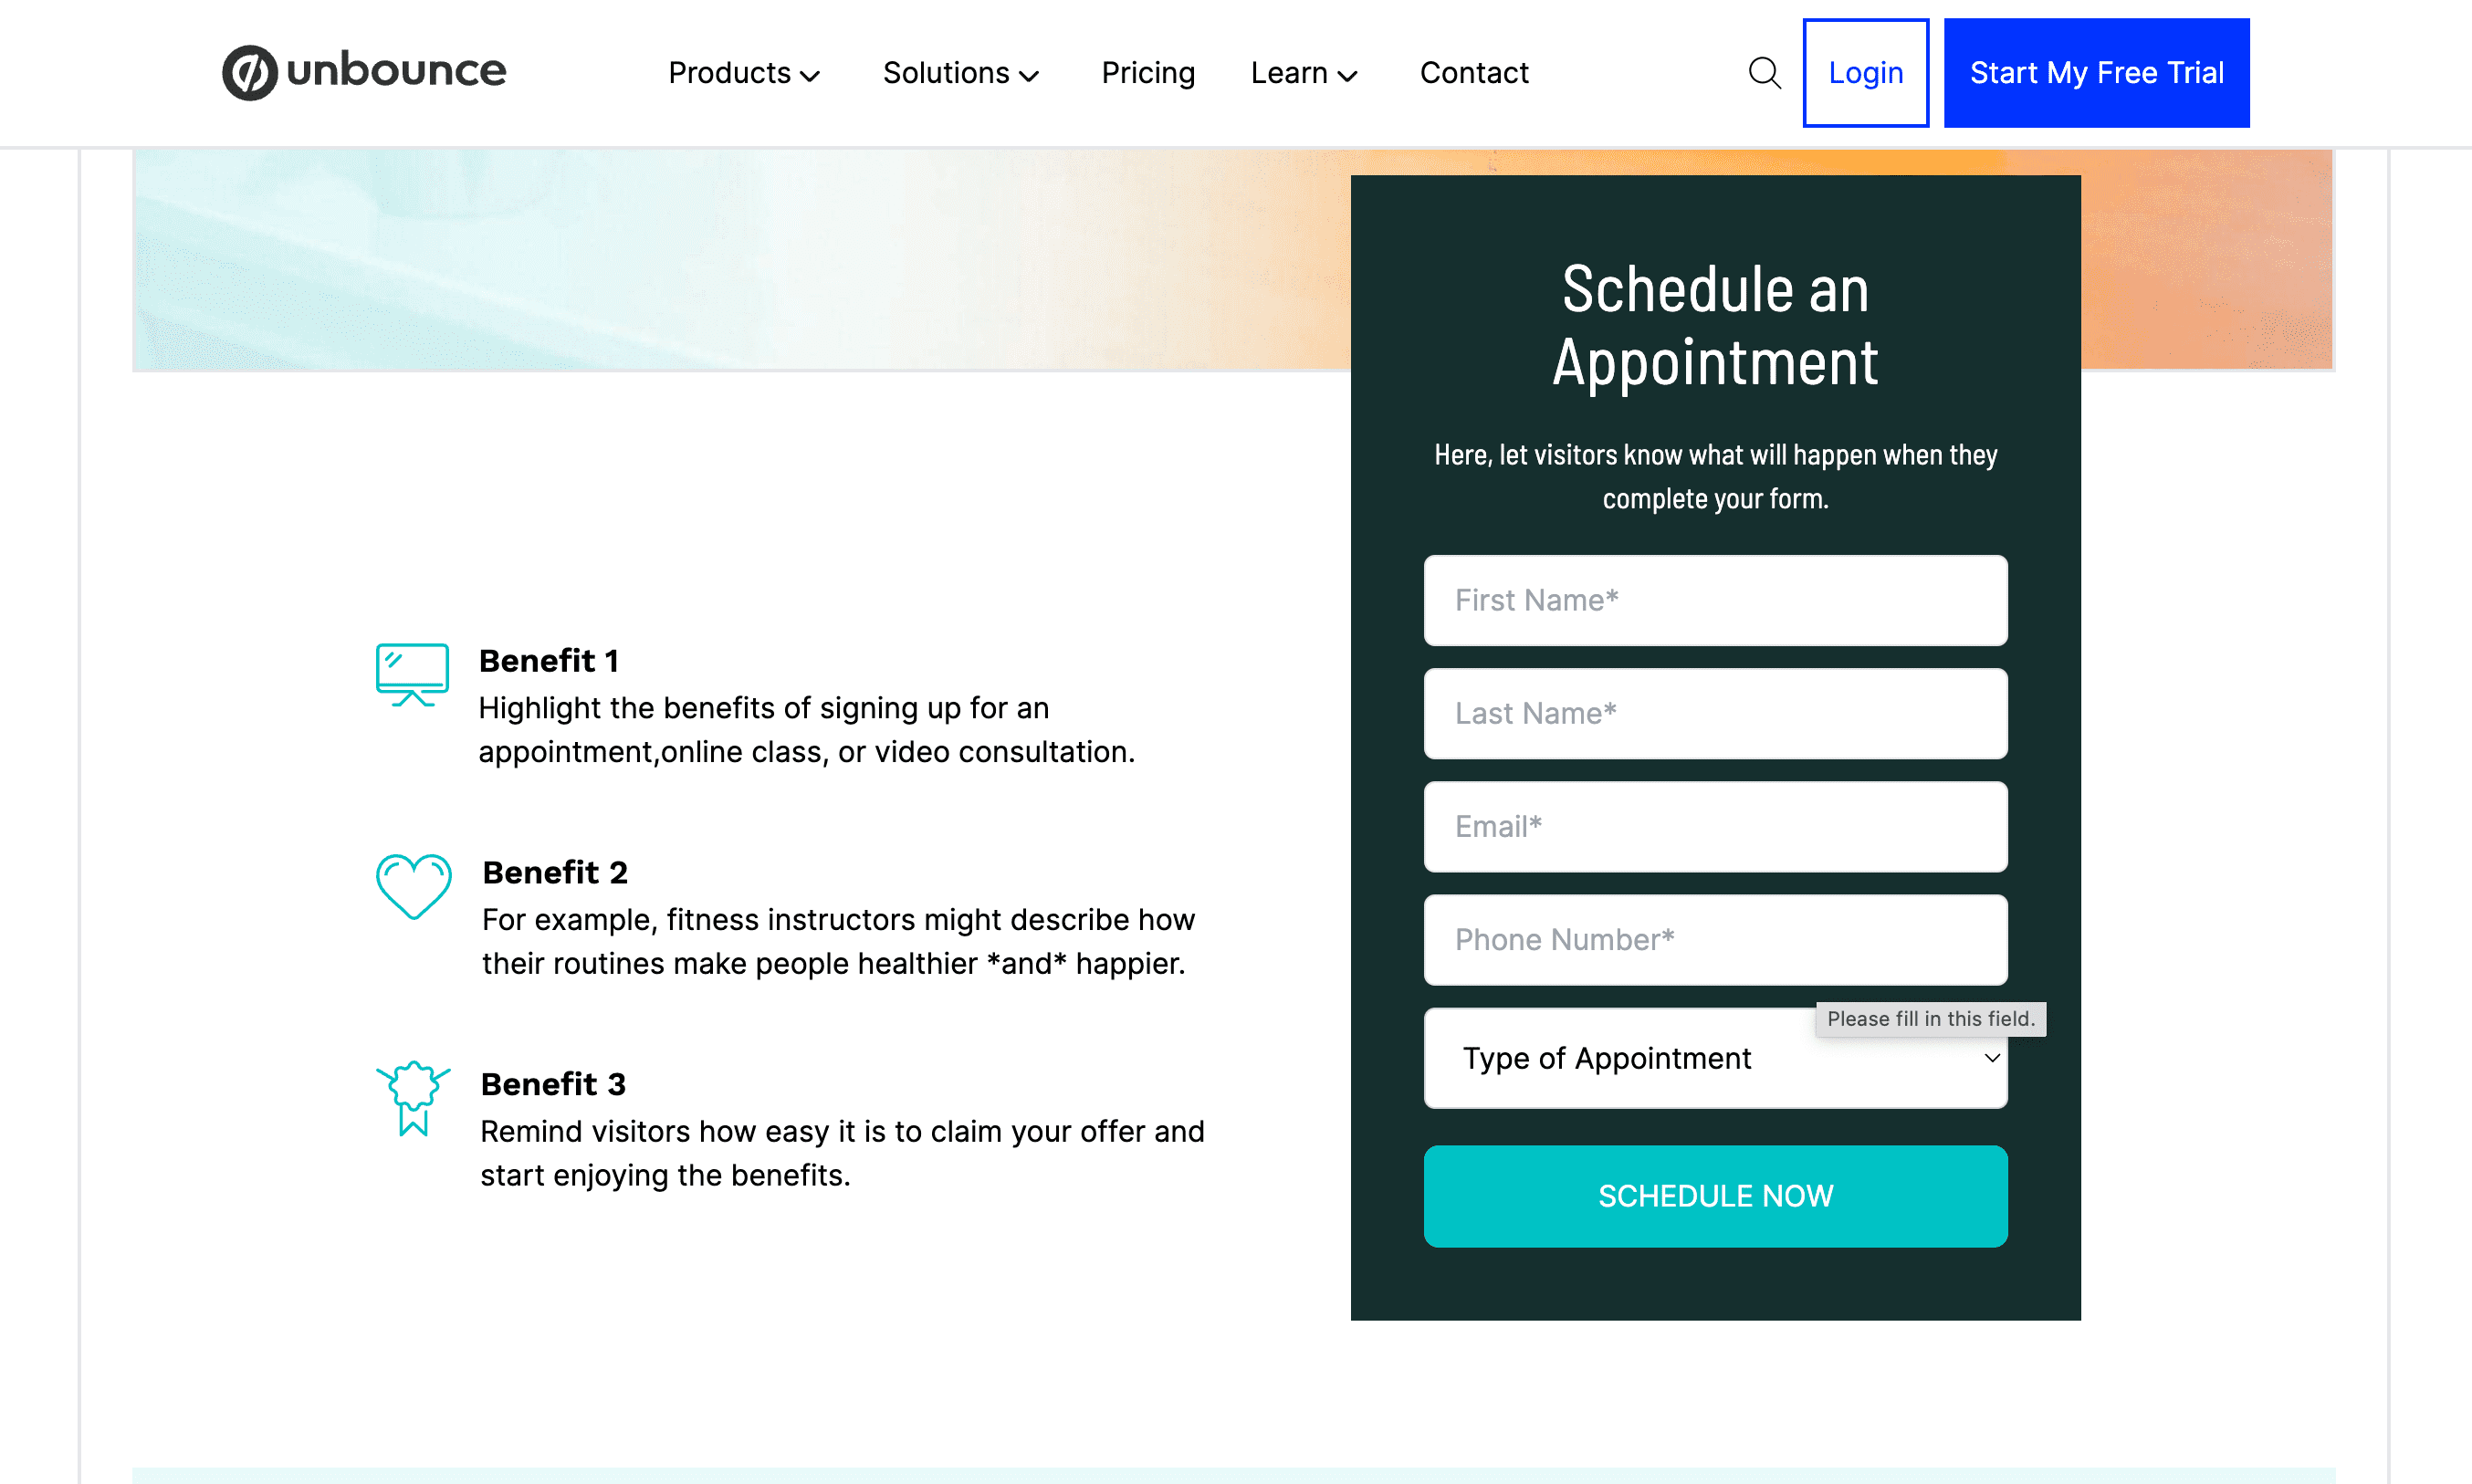 unbounce
Products
Solutions
Pricing
Learn
Contact
Login
Start My Free Trial
Schedule an
Appointment
Here, let visitors know what will happen when they
complete your form.
First Name*
Last Name*
Email*
Phone Number*
Please fill in this field.
Type of Appointment
SCHEDULE NOW
Benefit 1
Highlight the benefits of signing up for an
appointment,online class, or video consultation.
Benefit 2
For example, fitness instructors might describe how
their routines make people healthier *and* happier.
Benefit 3
Remind visitors how easy it is to claim your offer and
start enjoying the benefits.